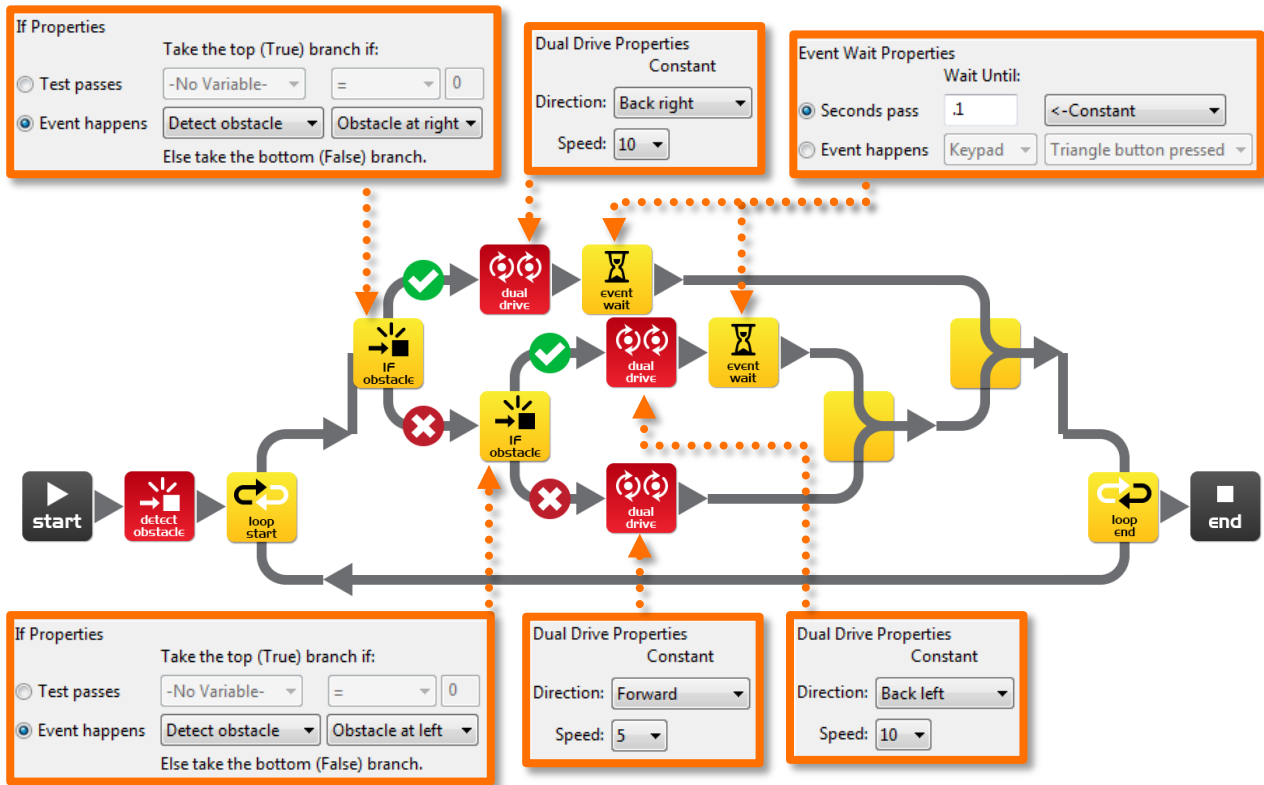 If Properties
Take the top (True) branch if:
Test passes -No Variable- = 0
Event happens Detect obstacle Obstacle at right
Else take the bottom (False) branch.
Dual Drive Properties
Constant
Direction: Back right
Speed: 10
Event Wait Properties
Wait Until:
Seconds pass .1 <-Constant
Event happens Keypad Triangle button pressed
dual
drive
event
wait
IF
obstacle
dual
drive
event
wait
IF
obstacle
start
detect
obstacle
loop
start
dual
drive
loop
end
end
If Properties
Take the top (True) branch if:
Test passes -No Variable- = 0
Event happens Detect obstacle Obstacle at left
Else take the bottom (False) branch.
Dual Drive Properties
Constant
Direction: Forward
Speed: 5
Dual Drive Properties
Constant
Direction: Back left
Speed: 10